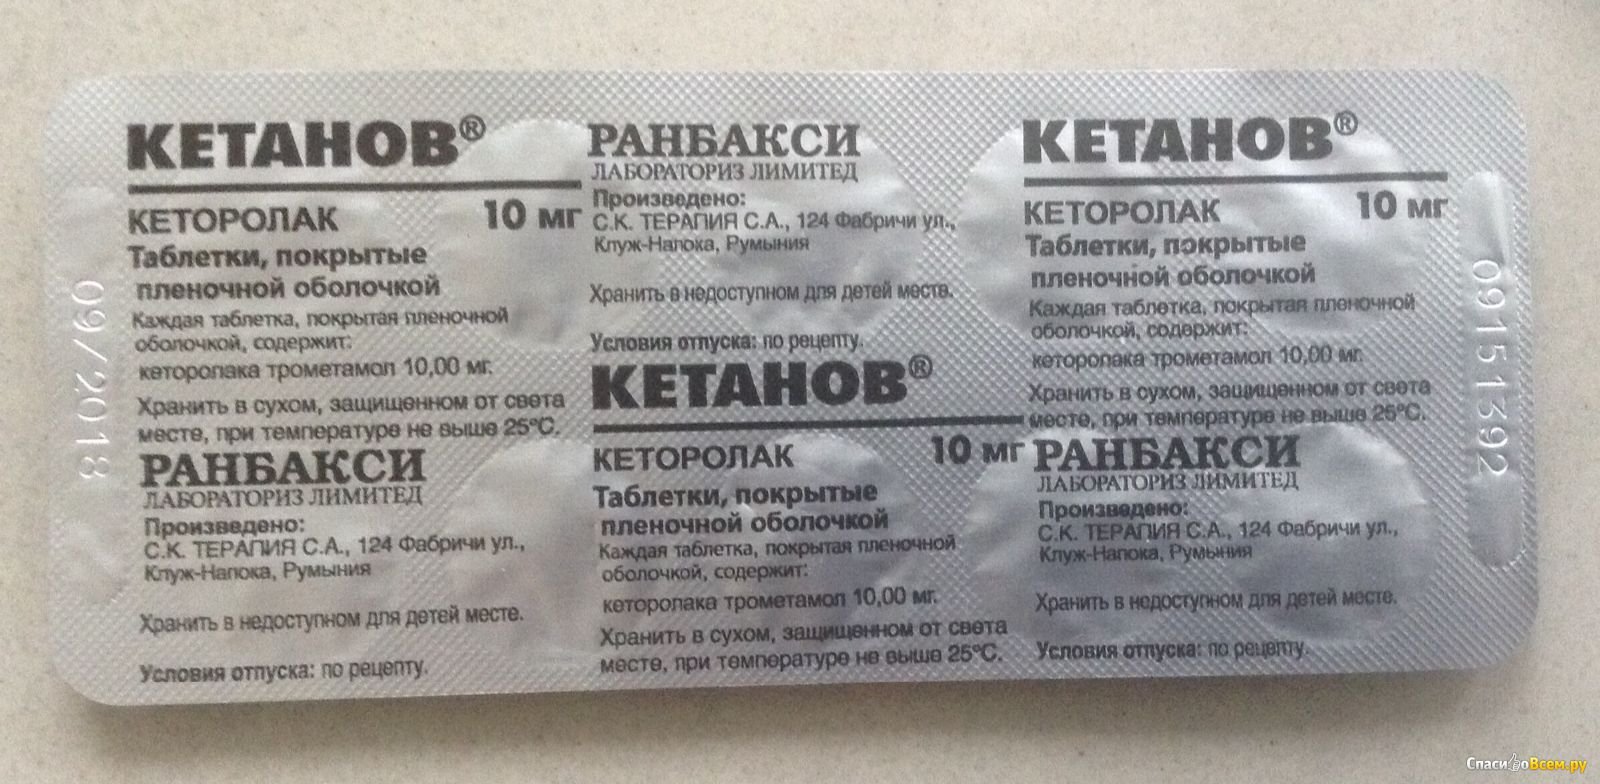 КЕТАНОВ®
КЕТОРОЛАК 10 мг
Таблетки, покрытые
пленочной оболочкой
Каждая таблетка, покрытая пленочной
оболочкой, содержит:
кеторолака трометамол 10,00 мг.
Хранить в сухом, защищенном от света
месте, при температуре не выше 25°С.
РАНБАКСИ
ЛАБОРАТОРИЗ ЛИМИТЕД
Произведено:
С.К. ТЕРАПИЯ С.А., 124 Фабричи ул.,
Клуж-Напока, Румыния
Хранить в недоступном для детей месте.
Условия отпуска: по рецепту.
РАНБАКСИ
ЛАБОРАТОРИЗ ЛИМИТЕД
Произведено:
С.К. ТЕРАПИЯ С.А., 124 Фабричи ул.,
Клуж-Напока, Румыния
Хранить в недоступном для детей месте.
Условия отпуска: по рецепту.
КЕТАНОВ®
КЕТОРОЛАК 10 мг
Таблетки, покрытые
пленочной оболочкой
Каждая таблетка, покрытая пленочной
оболочкой, содержит:
кеторолака трометамол 10,00 мг.
Хранить в сухом, защищенном от света
месте, при температуре не выше 25°С.
КЕТАНОВ®
КЕТОРОЛАК 10 мг
Таблетки, покрытые
пленочной оболочкой
Каждая таблетка, покрытая пленочной
оболочкой, содержит:
кеторолака трометамол 10,00 мг.
Хранить в сухом, защищенном от света
месте, при температуре не выше 25°С.
РАНБАКСИ
ЛАБОРАТОРИЗ ЛИМИТЕД
Произведено:
С.К. ТЕРАПИЯ С.А., 124 Фабричи ул.,
Клуж-Напока, Румыния
Хранить в недоступном для детей месте.
Условия отпуска: по рецепту.
09/2018
09151392
СпасибоВсем.ру